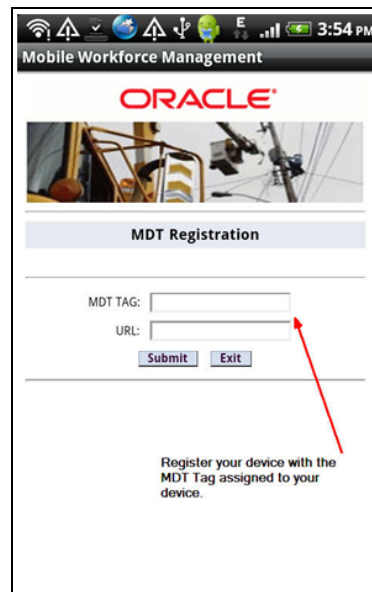 E 3:54 PM
Mobile Workforce Management
ORACLE®
MDT Registration
MDT TAG:
URL:
Submit Exit
Register your device with the
MDT Tag assigned to your
device.